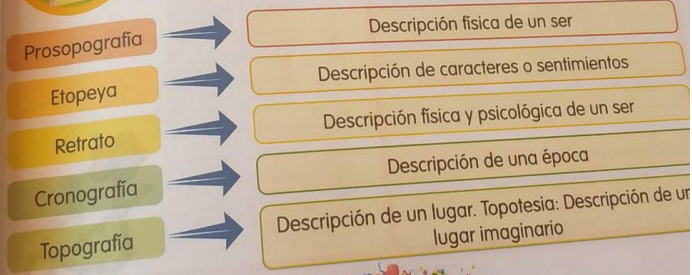 Prosopografía
Descripción física de un ser
Etopeya
Descripción de caracteres o sentimientos
Retrato
Descripción física y psicológica de un ser
Cronografía
Descripción de una época
Topografía
Descripción de un lugar. Topotesia: Descripción de un
lugar imaginario